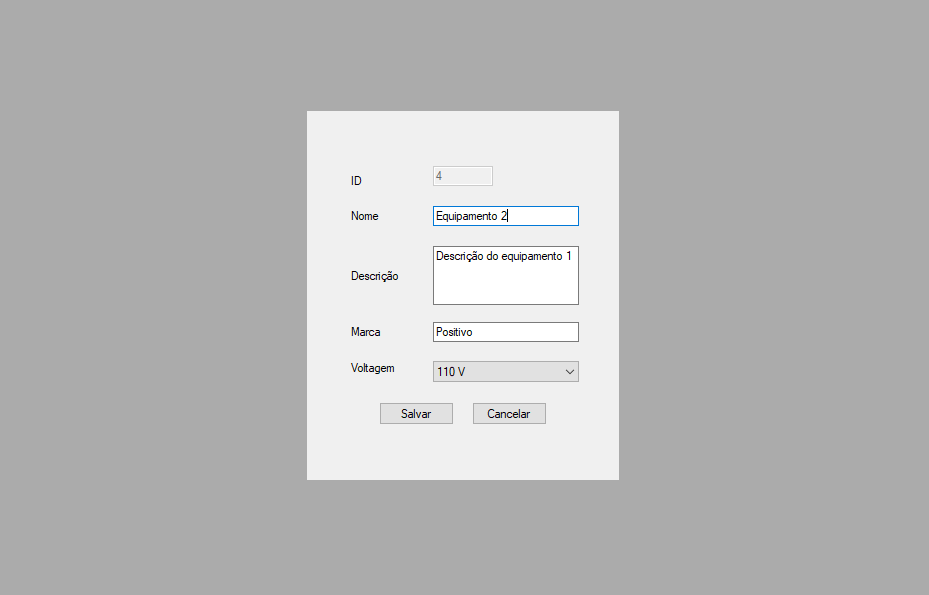 ID 4
Nome Equipamento 2
Descrição do equipamento 1
Descrição
Marca Positivo
Voltagem 110 V
Salvar Cancelar